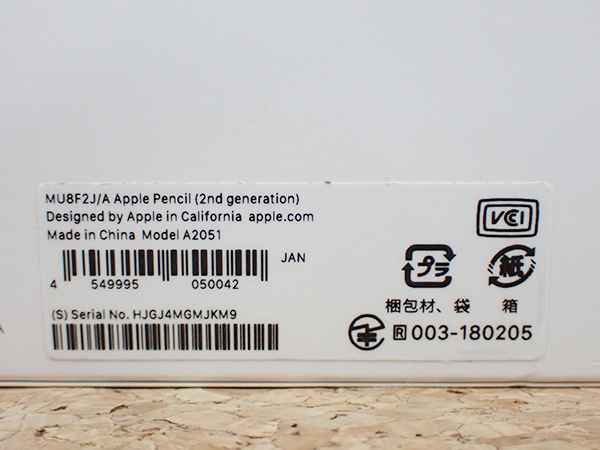 MU8F2J/A Apple Pencil (2nd generation)
Designed by Apple in California apple.com
Made in China Model A2051
JAN
4 549995 050042
(S) Serial No. HJGJ4MGMJKM9
VCCI
プラ 紙
梱包材、袋 箱
R 003-180205
A